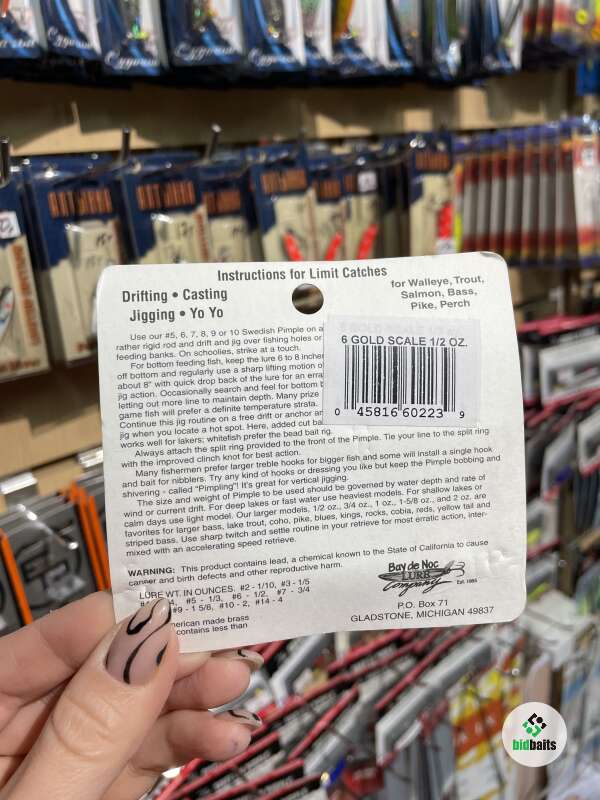 Instructions for Limit Catches
Drifting • Casting
Jigging • Yo Yo
for Walleye, Trout,
Salmon, Bass,
Pike, Perch
6 GOLD SCALE 1/2 OZ.
0 45816 60223 9
Use our #5, 6, 7, 8, 9 or 10 Swedish Pimple on a
rather rigid rod and drift and jig over fishing holes or
feeding banks. On schoolies, strike at a touch.
For bottom feeding fish, keep the lure 6 to 8 inches
off bottom and regularly use a sharp lifting motion o
about 8" with quick drop back of the lure for an erra
jig action. Occasionally search and feel for bottom b
letting out more line to maintain depth. Many prize
game fish will prefer a definite temperature strata.
Continue this jig routine on a free drift or anchor an
jig when you locate a hot spot. Here, added cut ba
works well for lakers; whitefish prefer the bead bait rig.
Always attach the split ring provided to the front of the Pimple. Tie your line to the split ring
with the improved clinch knot for best action.
Many fishermen prefer larger treble hooks for bigger fish and some will install a single hook
and bait for nibblers. Try any kind of hooks or dressing you like but keep the Pimple bobbing and
shivering - called "Pimpling"! It's great for vertical jigging.
The size and weight of Pimple to be used should be governed by water depth and rate of
wind or current drift. For deep lakes or fast water use heaviest models. For shallow lakes or
calm days use light model. Our larger models, 1/2 oz., 3/4 oz., 1 oz., 1-5/8 oz., and 2 oz. are
favorites for larger bass, lake trout, coho, pike, blues, kings, rocks, cobia, reds, yellow tail and
striped bass. Use sharp twitch and settle routine in your retrieve for most erratic action, inter-
mixed with an accelerating speed retrieve.
WARNING: This product contains lead, a chemical known to the State of California to cause
cancer and birth defects and other reproductive harm.
LURE WT. IN OUNCES. #2 - 1/10, #3 - 1/5
#5 - 1/3, #6 - 1/2, #7 - 3/4
#9 - 1 5/8, #10 - 2, #14 - 4
merican made brass
contains less than
Bay de Noc
LURE
Company
Est. 1955
P.O. Box 71
GLADSTONE, MICHIGAN 49837
bidbaits